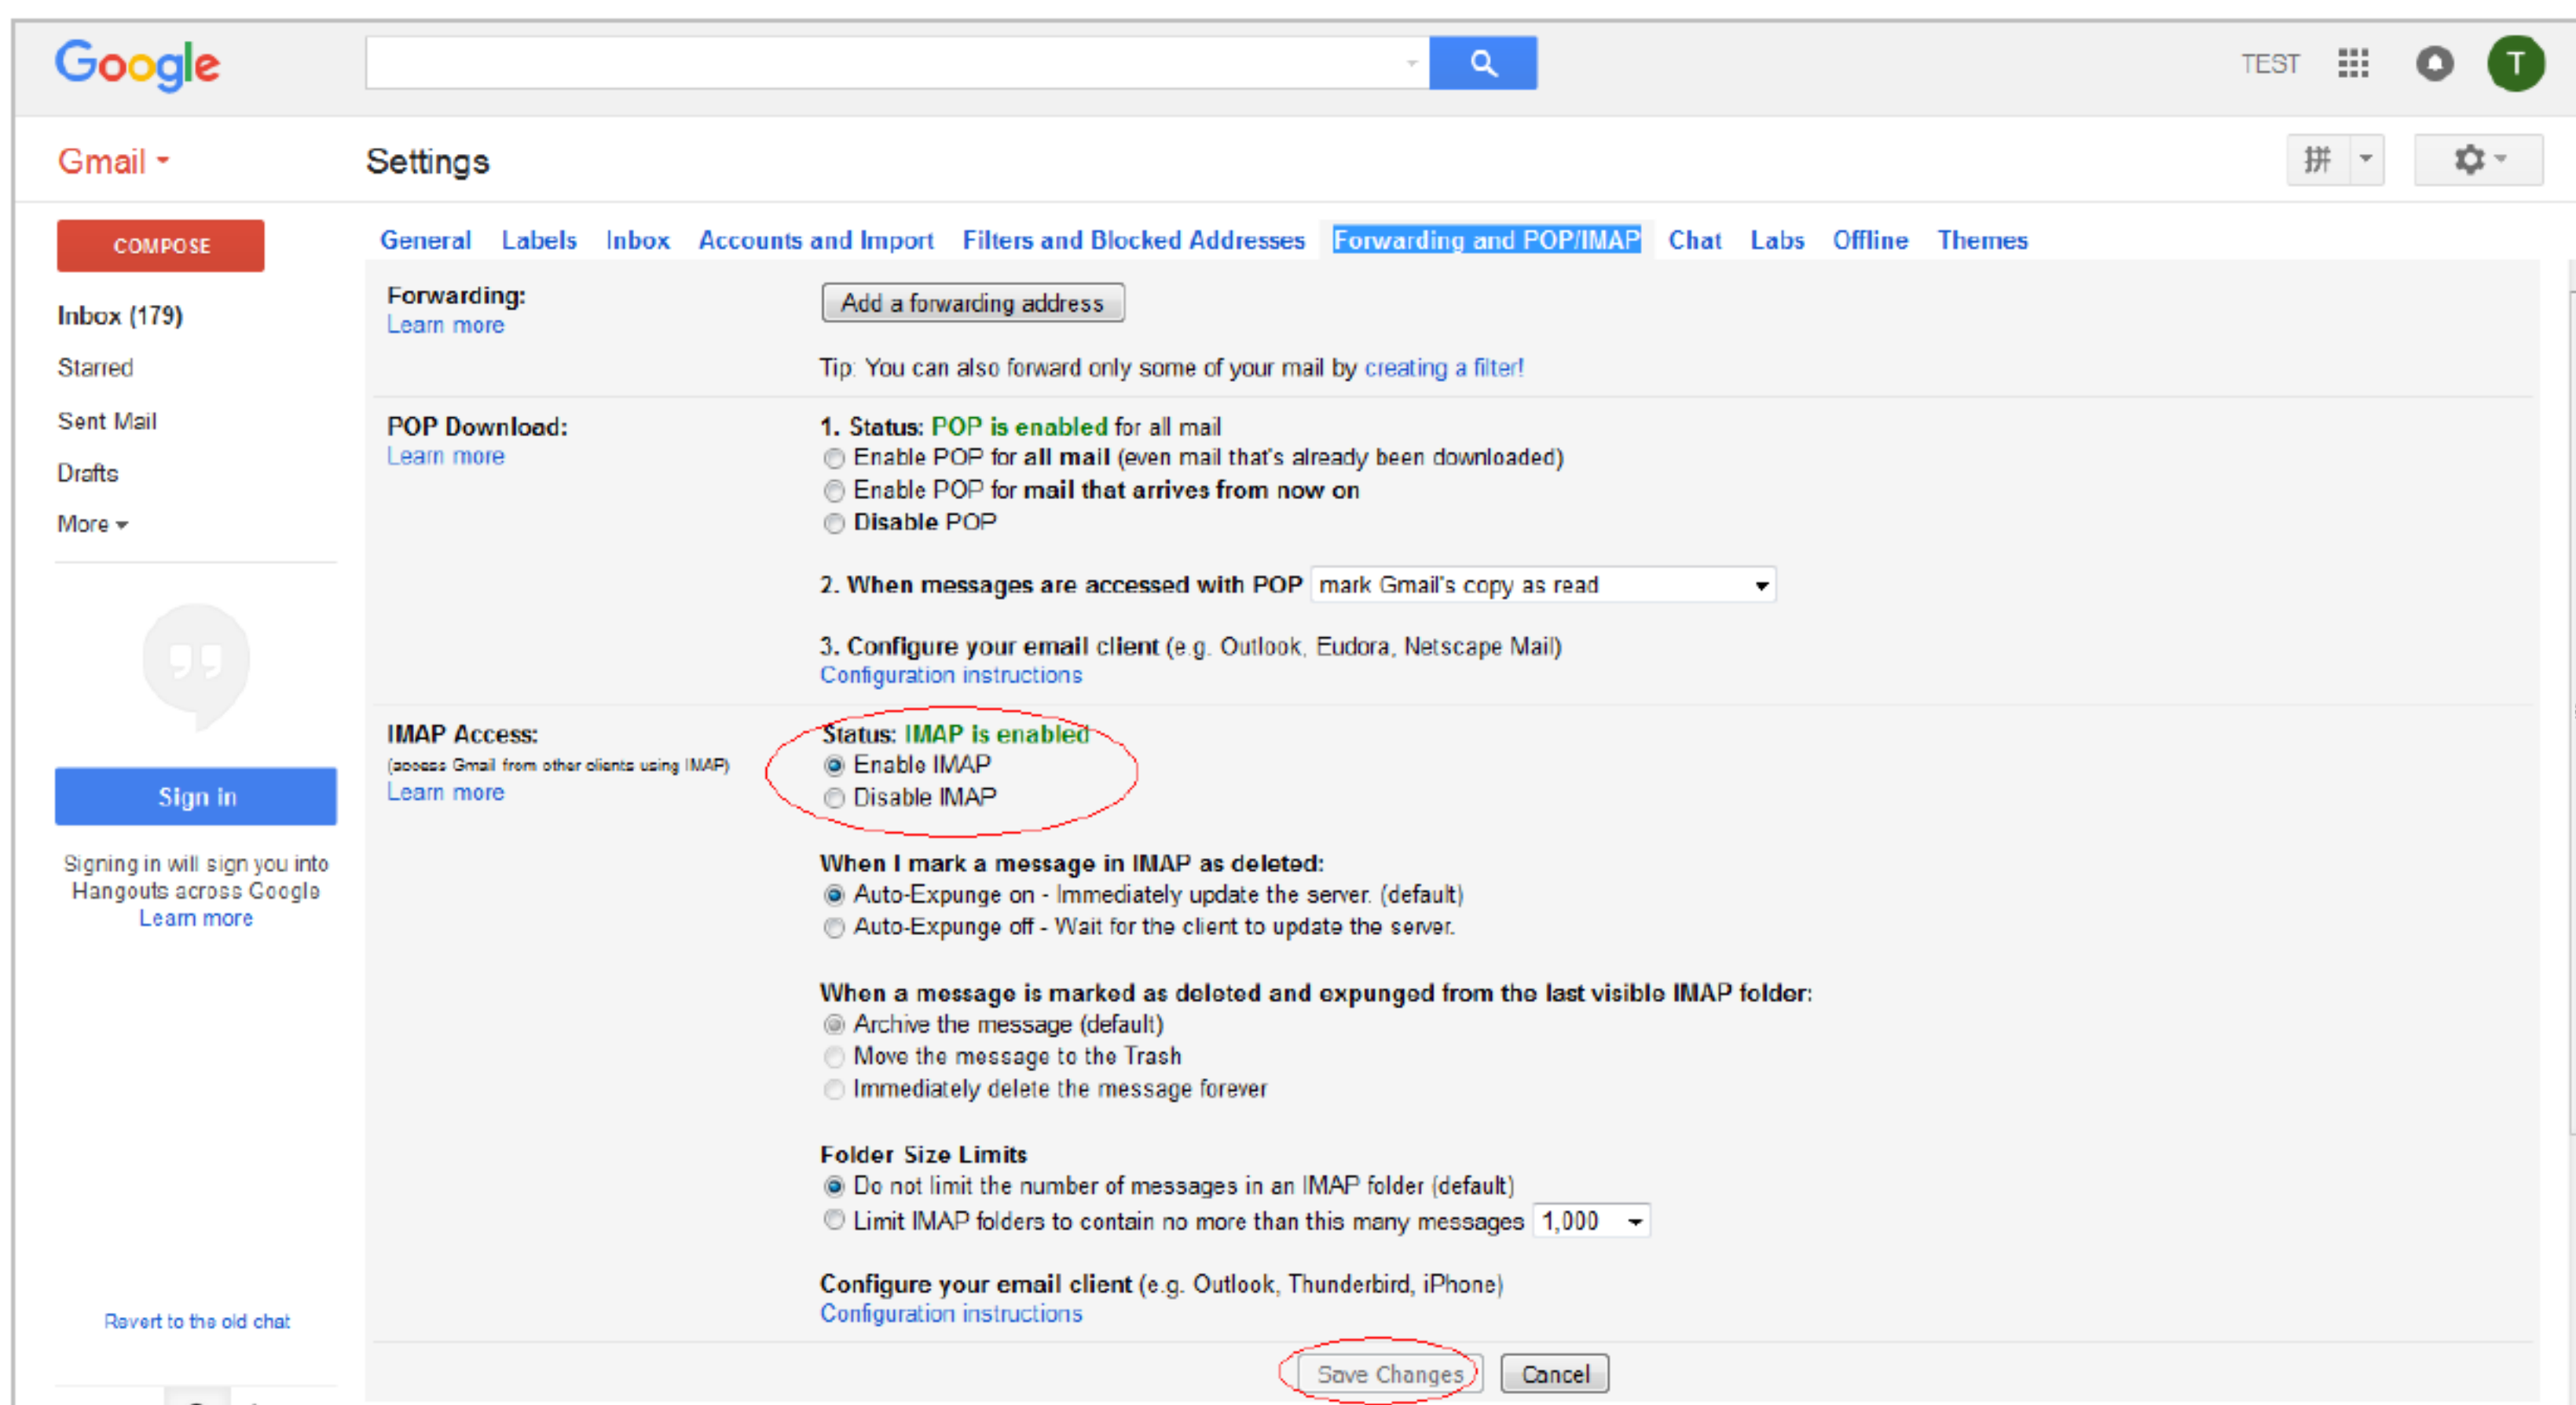 Google
TEST
T
Gmail
Settings
拼
COMPOSE
General Labels Inbox Accounts and Import Filters and Blocked Addresses Forwarding and POP/IMAP Chat Labs Offline Themes
Inbox (179)
Starred
Sent Mail
Drafts
More
Sign in
Signing in will sign you into
Hangouts across Google
Learn more
Revert to the old chat
Forwarding:
Learn more
Add a forwarding address
Tip: You can also forward only some of your mail by creating a filter!
POP Download:
Learn more
1. Status: POP is enabled for all mail
Enable POP for all mail (even mail that's already been downloaded)
Enable POP for mail that arrives from now on
Disable POP
2. When messages are accessed with POP mark Gmail's copy as read
3. Configure your email client (e.g. Outlook, Eudora, Netscape Mail)
Configuration instructions
IMAP Access:
(access Gmail from other clients using IMAP)
Learn more
Status: IMAP is enabled
Enable IMAP
Disable IMAP
When I mark a message in IMAP as deleted:
Auto-Expunge on - Immediately update the server. (default)
Auto-Expunge off - Wait for the client to update the server.
When a message is marked as deleted and expunged from the last visible IMAP folder:
Archive the message (default)
Move the message to the Trash
Immediately delete the message forever
Folder Size Limits
Do not limit the number of messages in an IMAP folder (default)
Limit IMAP folders to contain no more than this many messages 1,000
Configure your email client (e.g. Outlook, Thunderbird, iPhone)
Configuration instructions
Save Changes Cancel